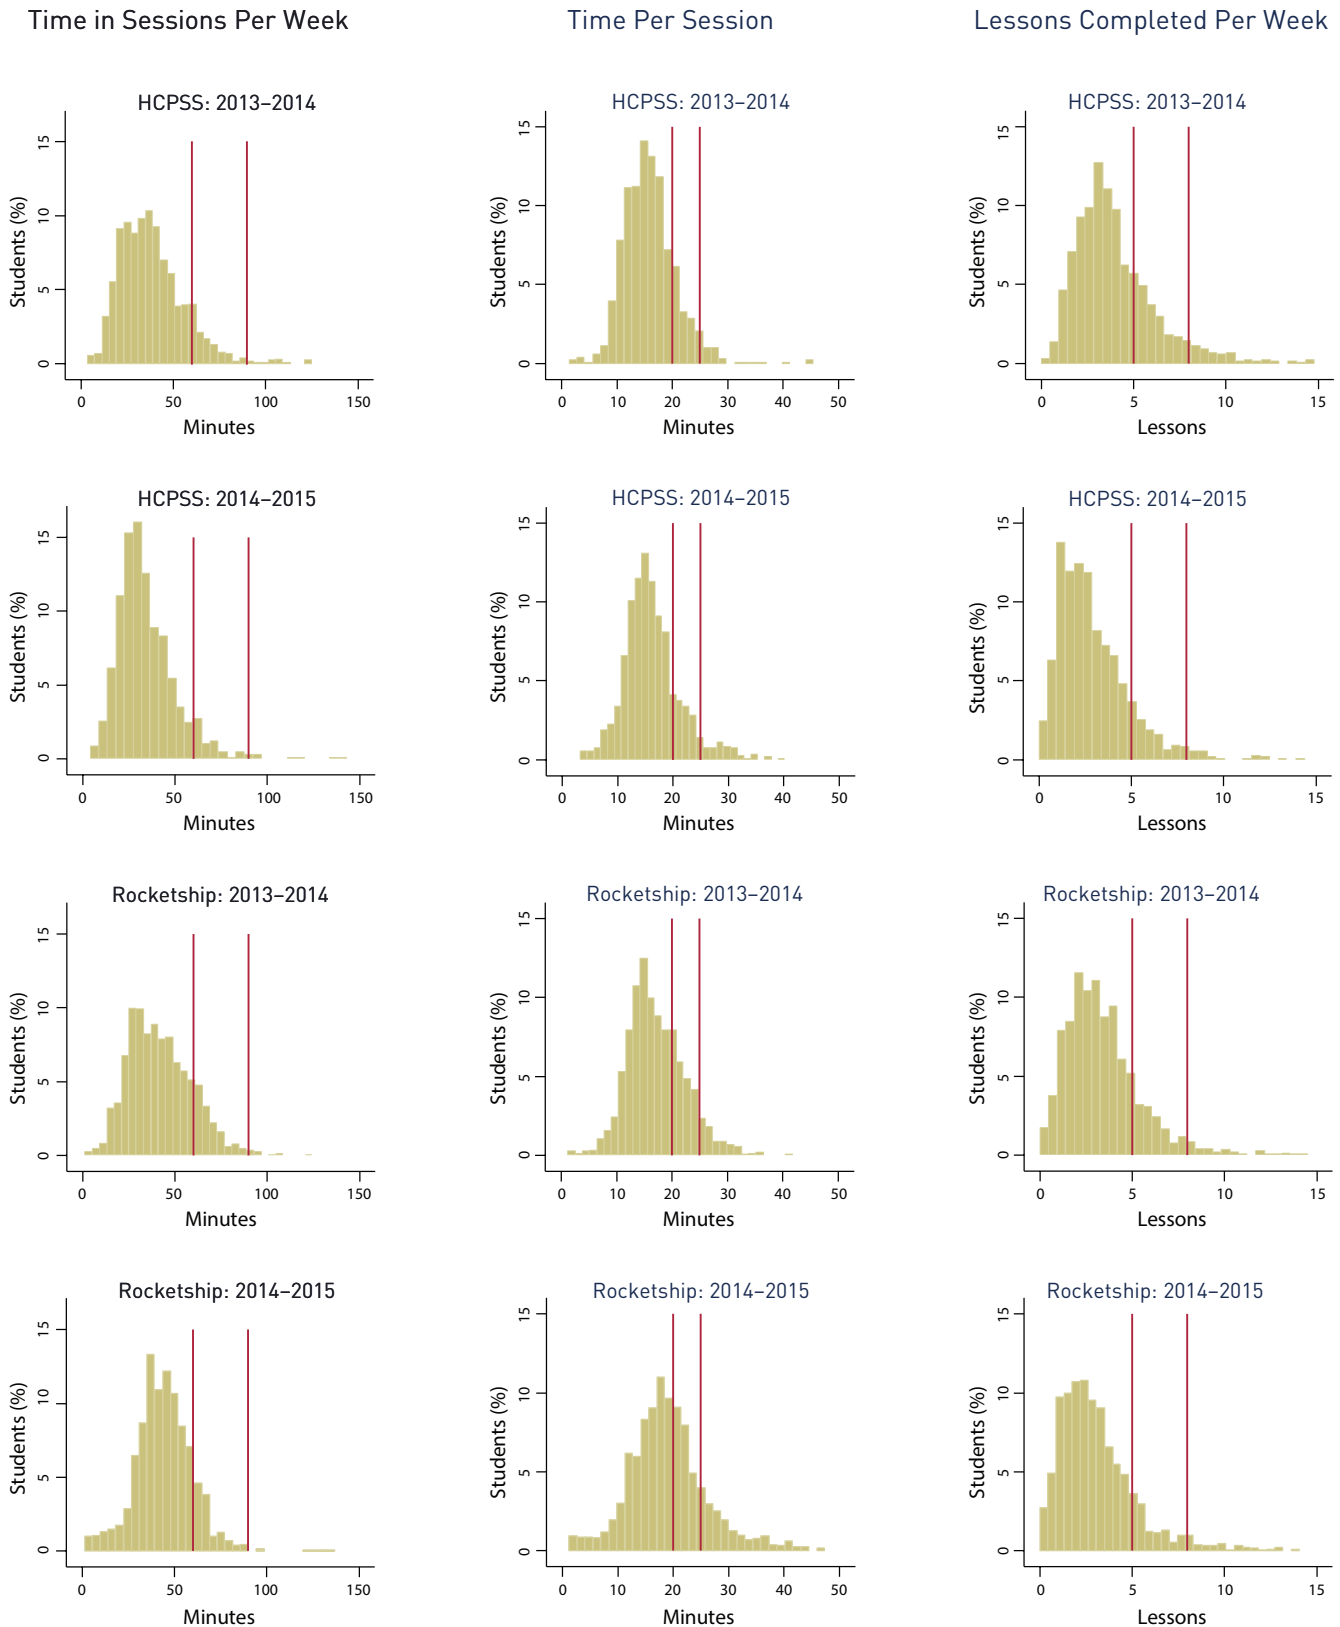 Time in Sessions Per Week
Time Per Session
Lessons Completed Per Week
HCPSS: 2013–2014
Students (%)
15
10
5
0
0 50 100 150
Minutes
HCPSS: 2013–2014
Students (%)
15
10
5
0
0 10 20 30 40 50
Minutes
HCPSS: 2013–2014
Students (%)
15
10
5
0
0 5 10 15
Lessons
HCPSS: 2014–2015
Students (%)
15
10
5
0
0 50 100 150
Minutes
HCPSS: 2014–2015
Students (%)
15
10
5
0
0 10 20 30 40 50
Minutes
HCPSS: 2014–2015
Students (%)
15
10
5
0
0 5 10 15
Lessons
Rocketship: 2013–2014
Students (%)
15
10
5
0
0 50 100 150
Minutes
Rocketship: 2013–2014
Students (%)
15
10
5
0
0 10 20 30 40 50
Minutes
Rocketship: 2013–2014
Students (%)
15
10
5
0
0 5 10 15
Lessons
Rocketship: 2014–2015
Students (%)
15
10
5
0
0 50 100 150
Minutes
Rocketship: 2014–2015
Students (%)
15
10
5
0
0 10 20 30 40 50
Minutes
Rocketship: 2014–2015
Students (%)
15
10
5
0
0 5 10 15
Lessons